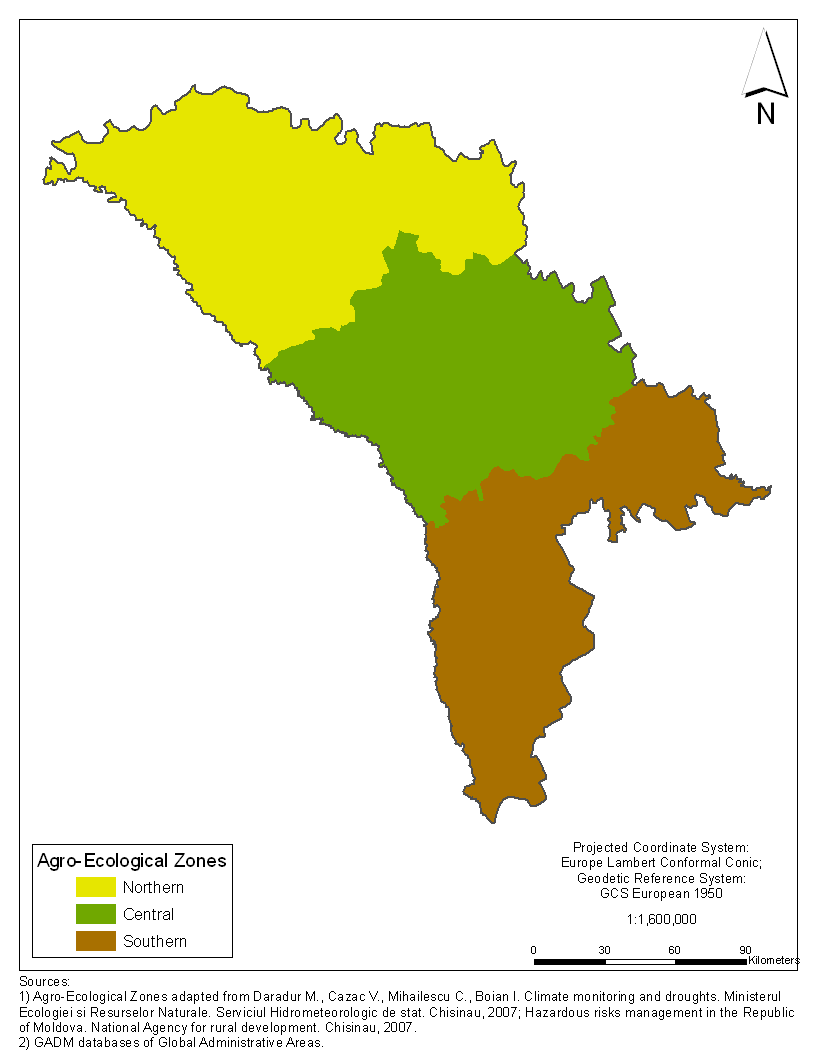 N
Agro-Ecological Zones
Northern
Central
Southern
Projected Coordinate System:
Europe Lambert Conformal Conic;
Geodetic Reference System:
GCS European 1950
1:1,600,000
0 30 60 90
Kilometers
Sources:
1) Agro-Ecological Zones adapted from Daradur M., Cazac V., Mihailescu C., Boian I. Climate monitoring and droughts. Ministerul
Ecologiei si Resurselor Naturale. Serviciul Hidrometeorologic de stat. Chisinau, 2007; Hazardous risks management in the Republic
of Moldova. National Agency for rural development. Chisinau, 2007.
2) GADM databases of Global Administrative Areas.